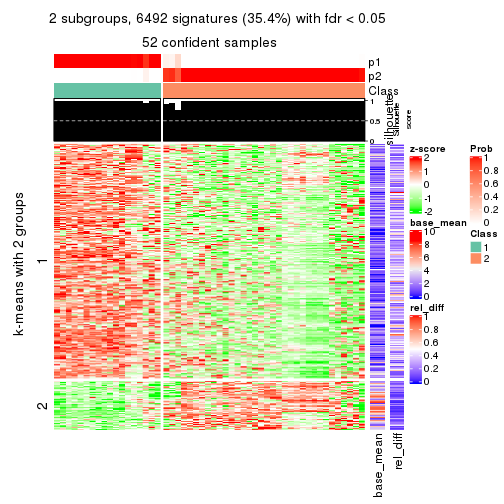 2 subgroups, 6492 signatures (35.4%) with fdr < 0.05
52 confident samples
p1
p2
Class
silhouette
Silhouette
score
1
0.5
0
k-means with 2 groups
1
2
base_mean
rel_diff
z-score
2
1
0
-1
-2
base_mean
10
8
6
4
2
0
rel_diff
1
0.8
0.6
0.4
0.2
0
Prob
1
0.8
0.6
0.4
0.2
0
Class
1
2